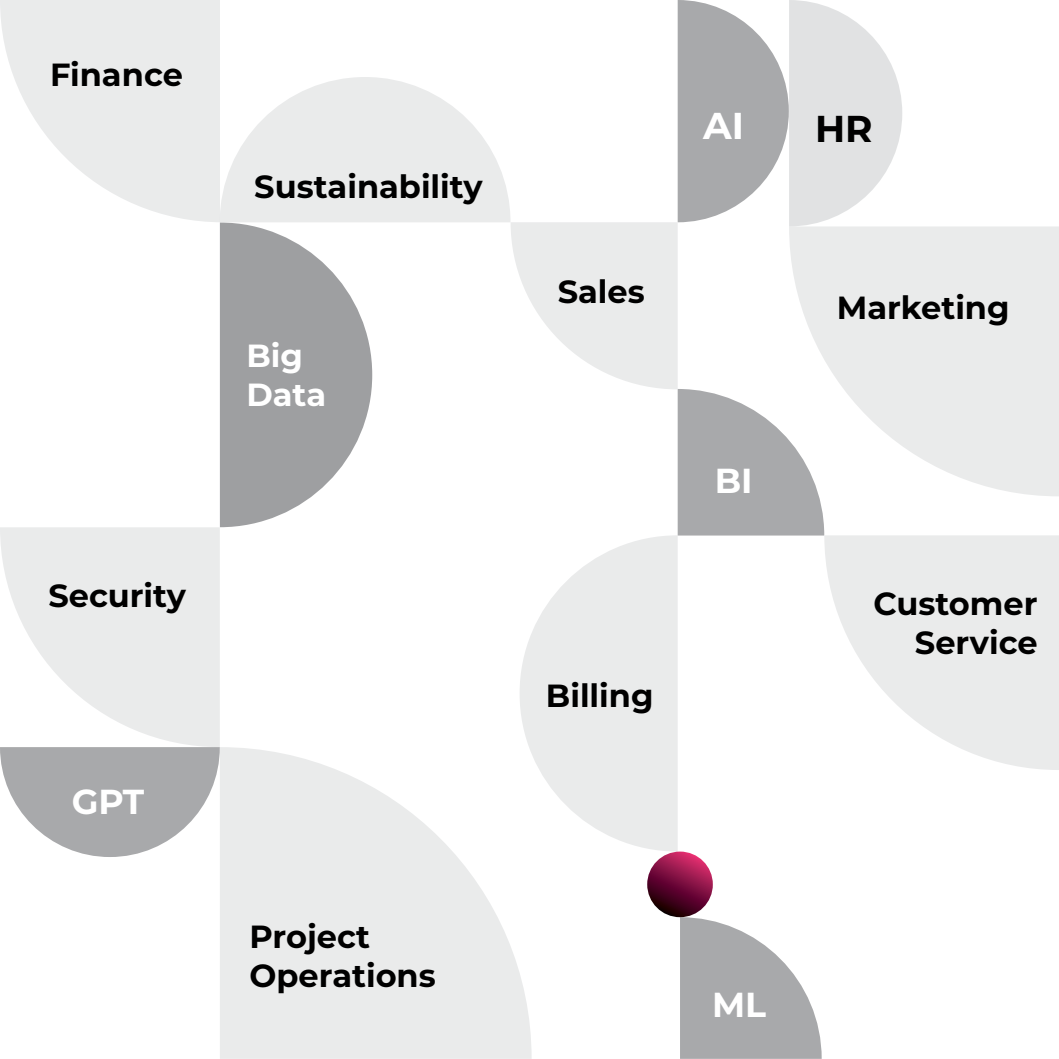 Finance
AI
HR
Sustainability
Sales
Marketing
Big
Data
BI
Security
Customer
Service
Billing
GPT
Project
Operations
ML